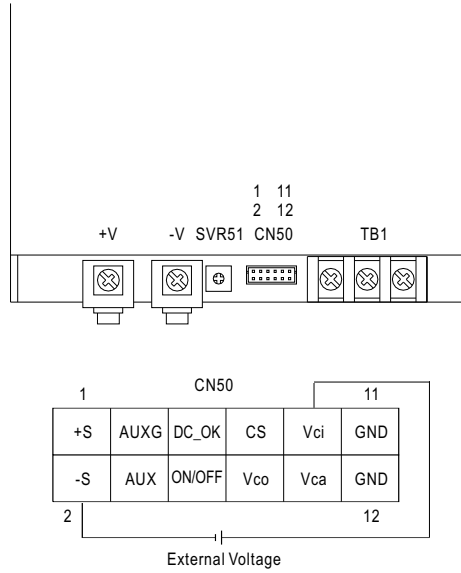 1 11
2 12
+V -V SVR51 CN50 TB1
CN50
1 11
+S AUXG DC_OK CS Vci GND
-S AUX ON/OFF Vco Vca GND
2 12
External Voltage